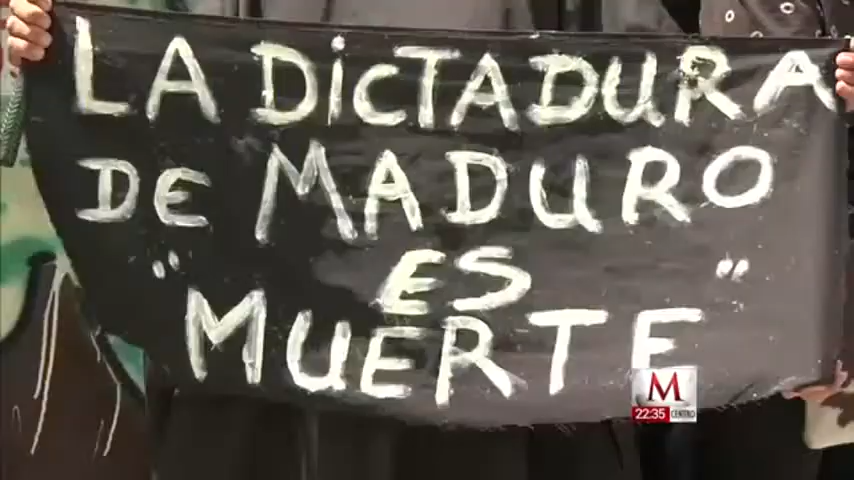 LA DiCTADURA
DE MADURO
" ES "
MUERTE
M
22:35 CENTRO